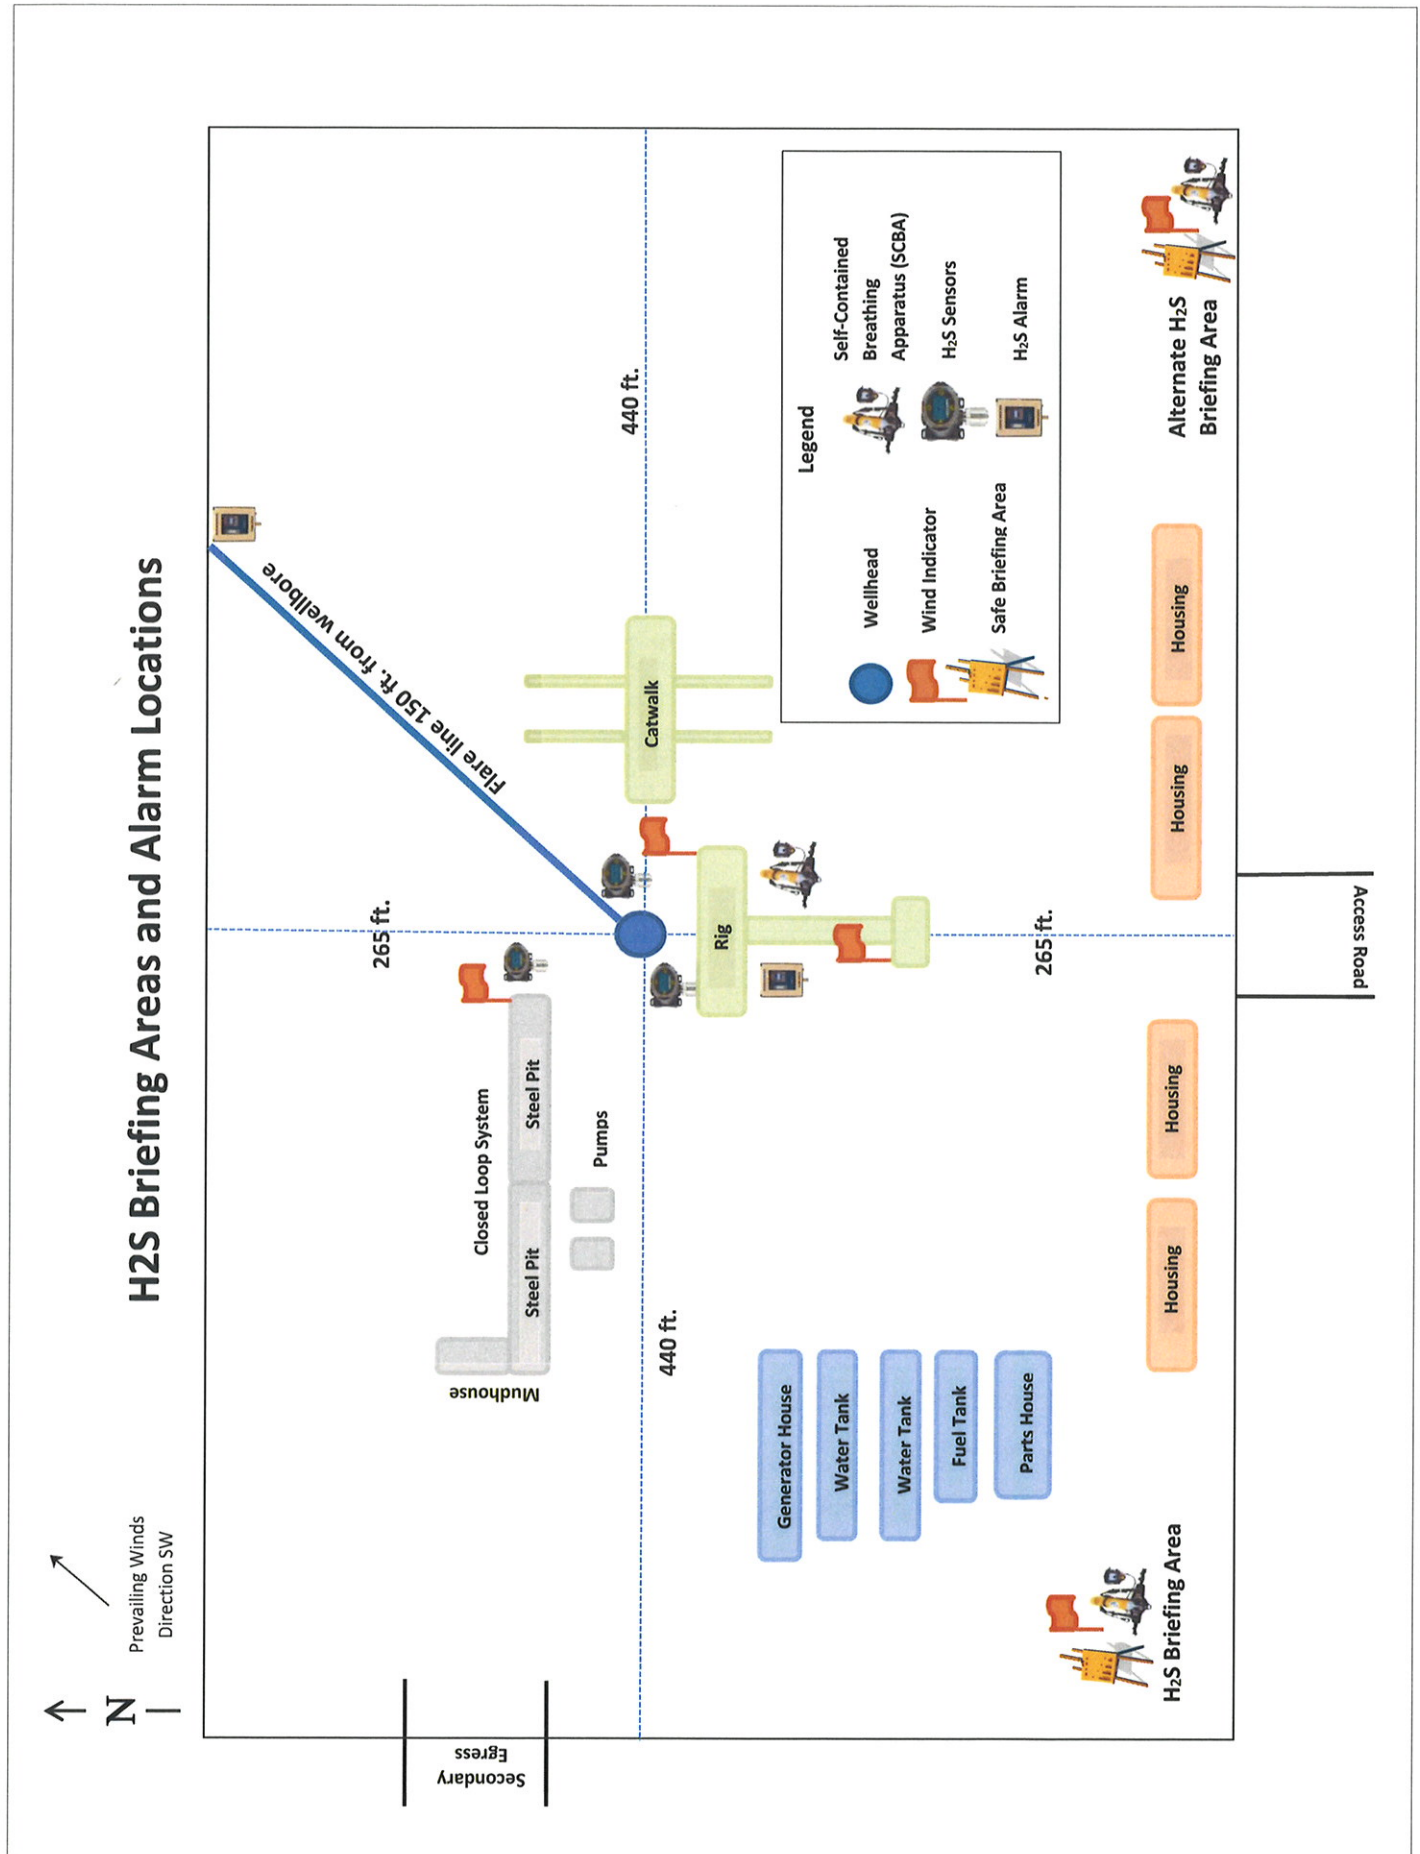 H2S Briefing Areas and Alarm Locations
N
Prevailing Winds
Direction SW
Secondary
Egress
265 ft.
Flare line 150 ft. from wellbore
Closed Loop System
Mudhouse
Steel Pit
Steel Pit
Pumps
440 ft.
440 ft.
Catwalk
Rig
Generator House
Water Tank
Water Tank
Fuel Tank
Parts House
265 ft.
Legend
Wellhead
Wind Indicator
Safe Briefing Area
Self-Contained
Breathing
Apparatus (SCBA)
H₂S Sensors
H₂S Alarm
H₂S Briefing Area
Housing
Housing
Housing
Housing
Alternate H₂S
Briefing Area
Access Road